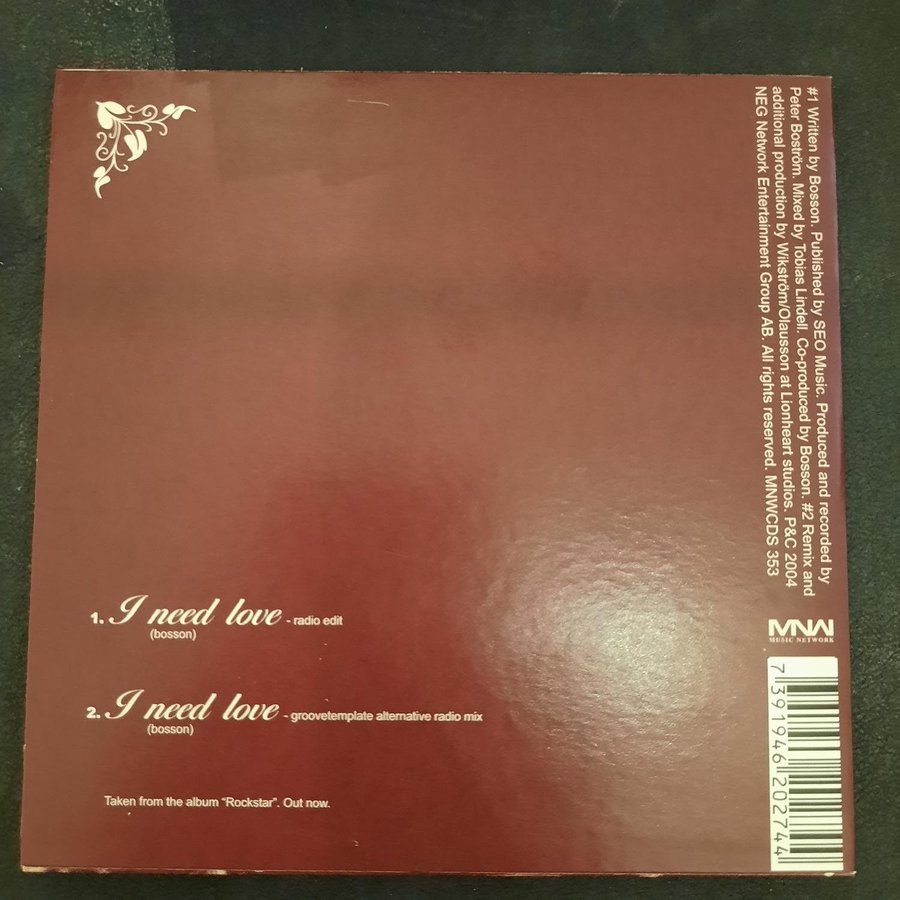 #1 Written by Bosson. Published by SEO Music. Produced and recorded by
Peter Boström. Mixed by Tobias Lindell. Co-produced by Bosson. #2 Remix and
additional production by Wikström/Olausson at Lionheart studios. P&C 2004
NEG Network Entertainment Group AB. All rights reserved. MNWCDS 353
MNW
MUSIC NETWORK
7 391946 202744
1. I need love - radio edit
(bosson)
2. I need love - groovetemplate alternative radio mix
(bosson)
Taken from the album “Rockstar”. Out now.